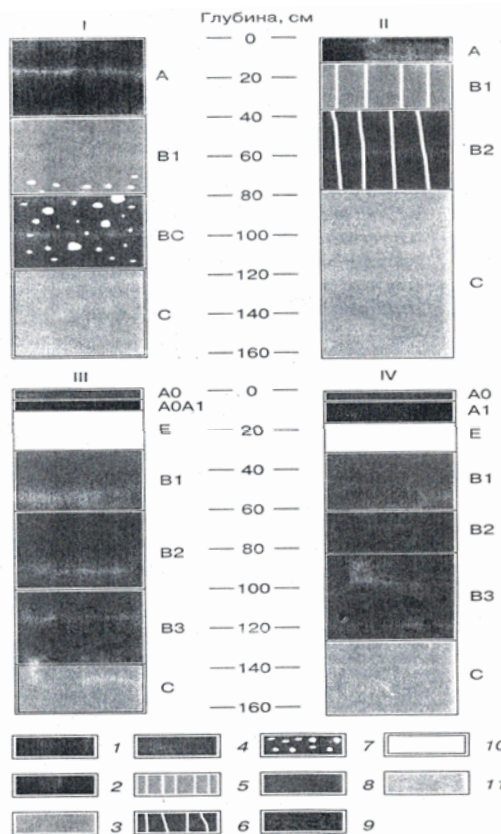 Глубина, см
I II
0
A A
20 B1
40
B1 60 B2
80
BC 100
120 C
C 140
160
III IV
A0 0 A0
A0A1 A1
E 20 E
40
B1 B1
60
B2 80 B2
100
B3 120 B3
140
C C
160
1 4 7 10
2 5 8 11
3 6 9